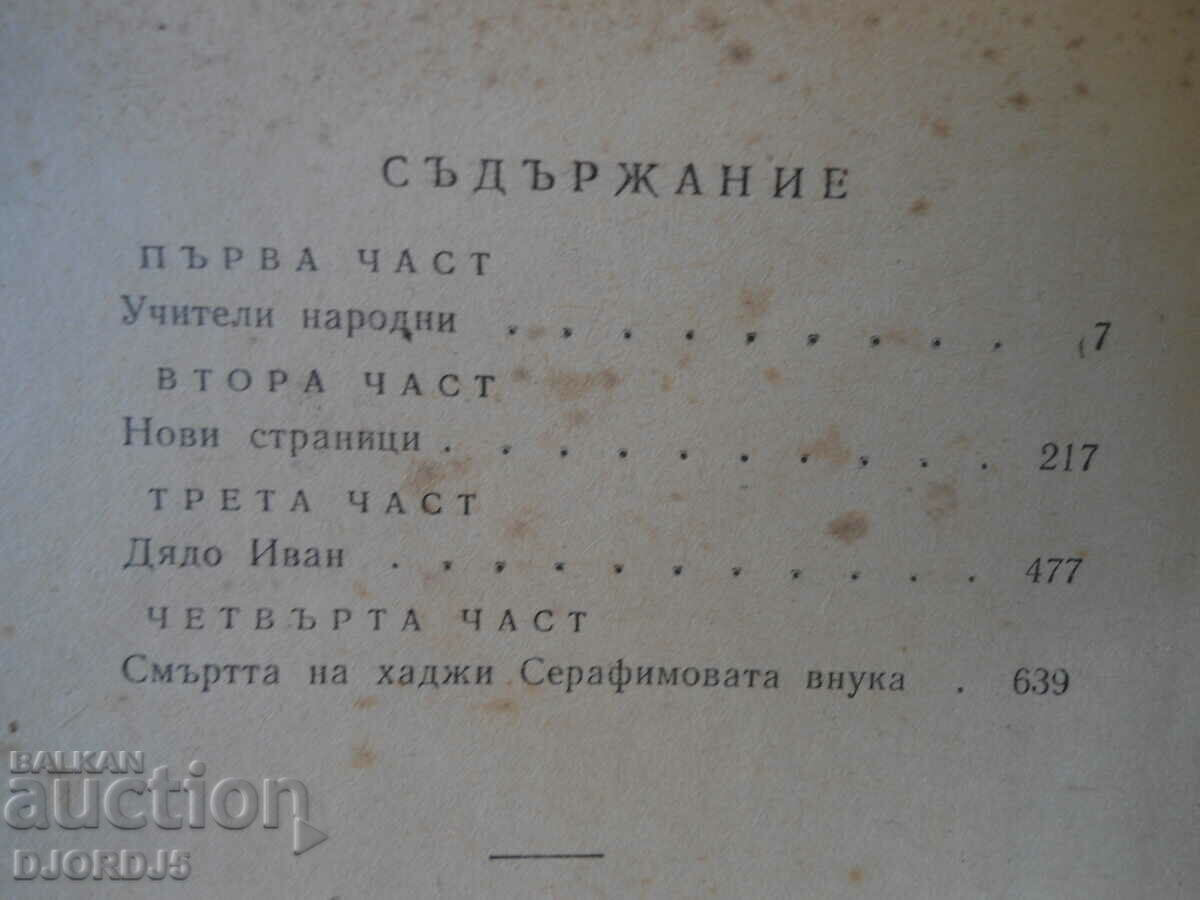 СЪДЪРЖАНИЕ
ПЪРВА ЧАСТ
Учители народни . . . . . . . . . 7
ВТОРА ЧАСТ
Нови страници . . . . . . . . . . 217
ТРЕТА ЧАСТ
Дядо Иван . . . . . . . . . . . 477
ЧЕТВЪРТА ЧАСТ
Смъртта на хаджи Серафимовата внука . 639
BALKAN
auction
DJORDJ5